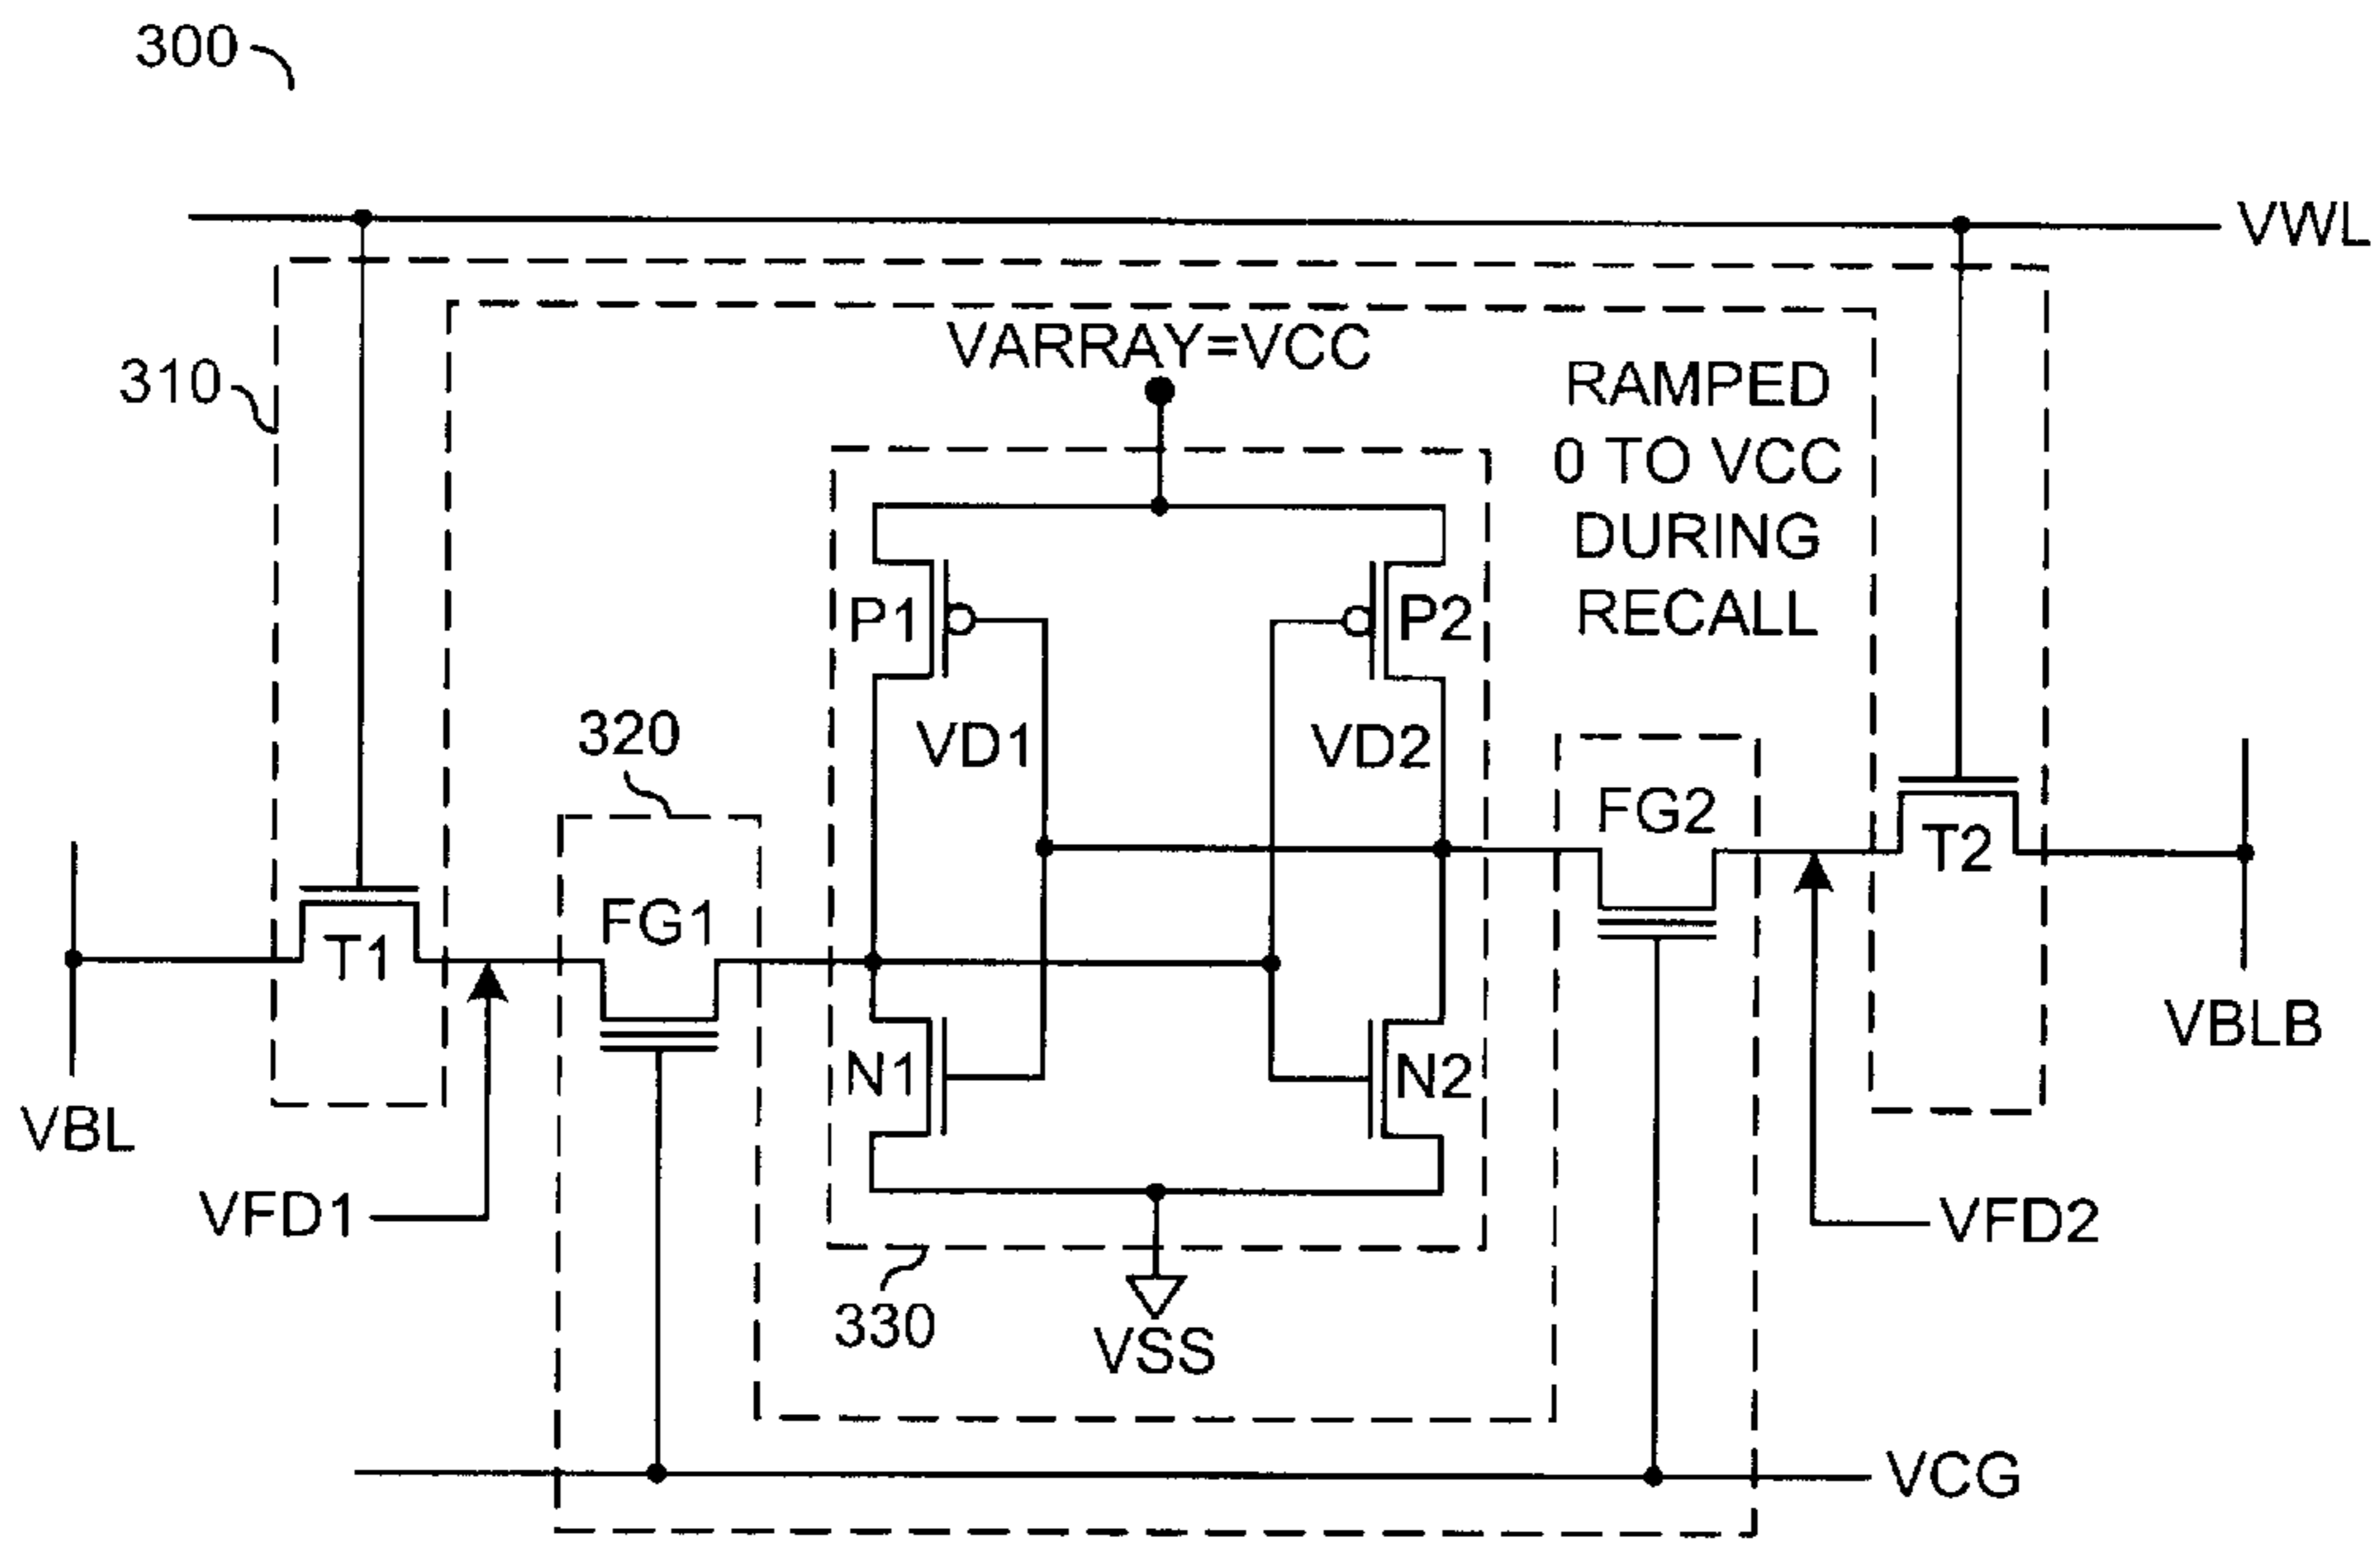 300
VWL
310
VARRAY=VCC
RAMPED
0 TO VCC
DURING
RECALL
P1
P2
320
VD1
VD2
FG2
T2
FG1
T1
N1
N2
VBLB
VBL
VFD1
VFD2
330
VSS
VCG